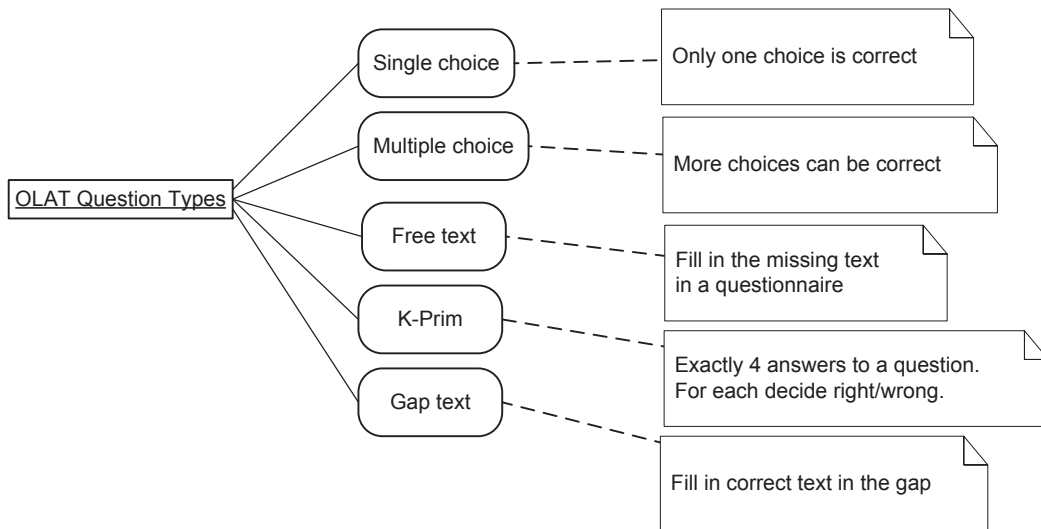 Single choice
Only one choice is correct
Multiple choice
More choices can be correct
OLAT Question Types
Free text
Fill in the missing text
in a questionnaire
K-Prim
Exactly 4 answers to a question.
For each decide right/wrong.
Gap text
Fill in correct text in the gap